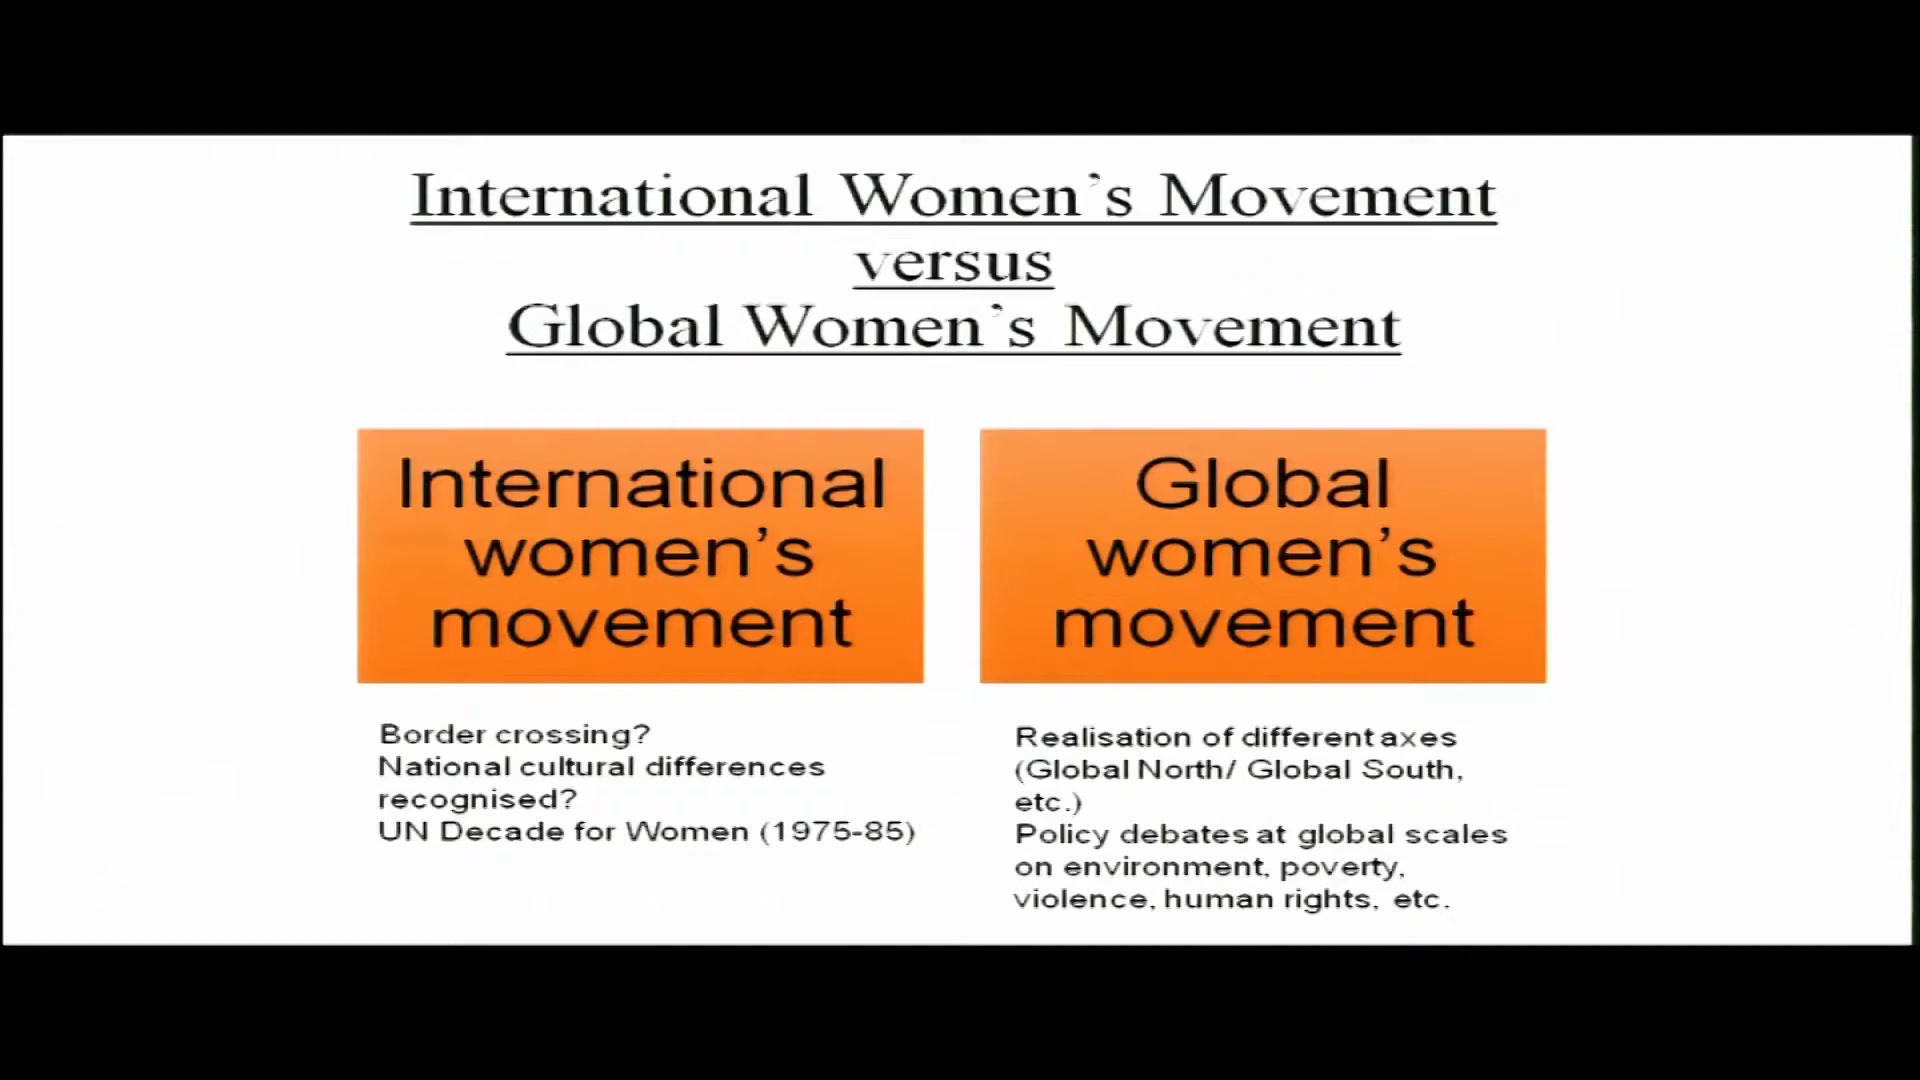 International Women's Movement
versus
Global Women's Movement
International
women's
movement
Border crossing?
National cultural differences
recognised?
UN Decade for Women (1975-85)
Global
women's
movement
Realisation of different axes
(Global North/ Global South,
etc.)
Policy debates at global scales
on environment, poverty,
violence, human rights, etc.